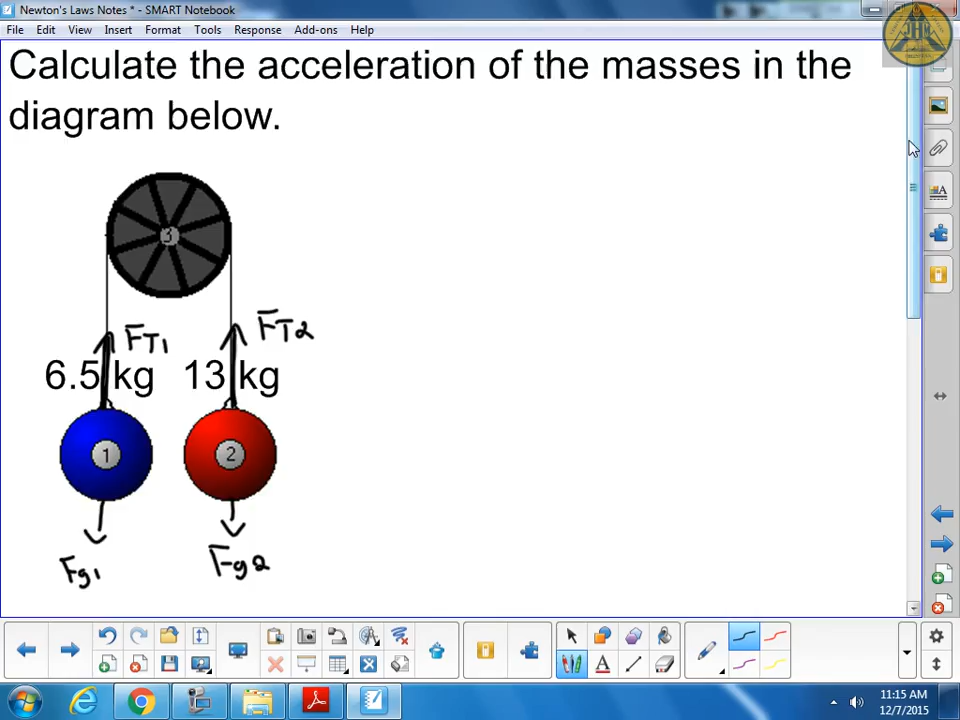 Newton's Laws Notes * - SMART Notebook
File Edit View Insert Format Tools Response Add-ons Help
Calculate the acceleration of the masses in the
diagram below.
3
FT1 FT2
6.5 kg 13 kg
1 2
Fg1 Fg2
11:15 AM
12/7/2015